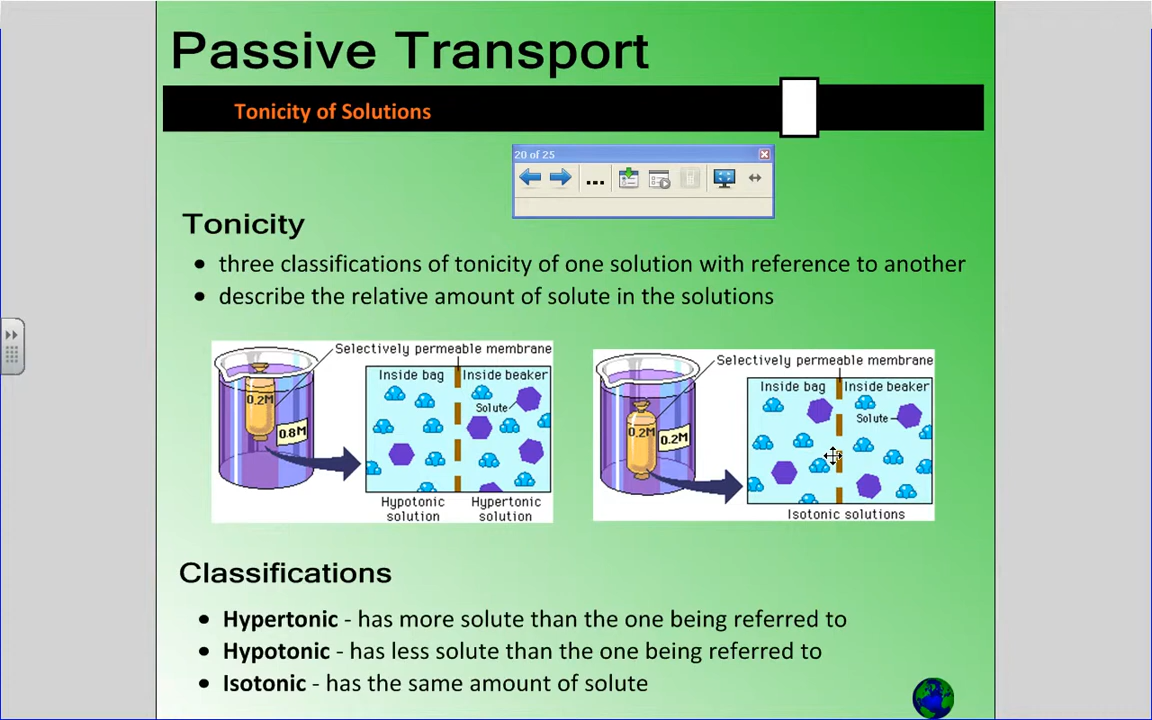 Passive Transport
Tonicity of Solutions
20 of 25
...
Tonicity
• three classifications of tonicity of one solution with reference to another
• describe the relative amount of solute in the solutions
Selectively permeable membrane
Inside bag
Inside beaker
0.2M
0.8M
Solute
Hypotonic solution
Hypertonic solution
Selectively permeable membrane
Inside bag
Inside beaker
0.2M
0.2M
Solute
Isotonic solutions
Classifications
• Hypertonic - has more solute than the one being referred to
• Hypotonic - has less solute than the one being referred to
• Isotonic - has the same amount of solute